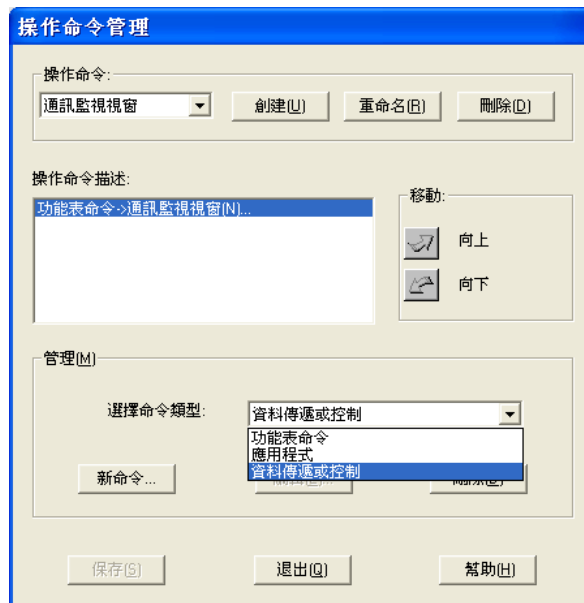 操作命令管理
操作命令:
通訊監視視窗
創建(U)
重命名(R)
刪除(D)
操作命令描述:
功能表命令->通訊監視視窗(N)...
移動:
向上
向下
管理(M)
選擇命令類型:
資料傳遞或控制
功能表命令
應用程式
資料傳遞或控制
新命令...
保存(S)
退出(Q)
幫助(H)